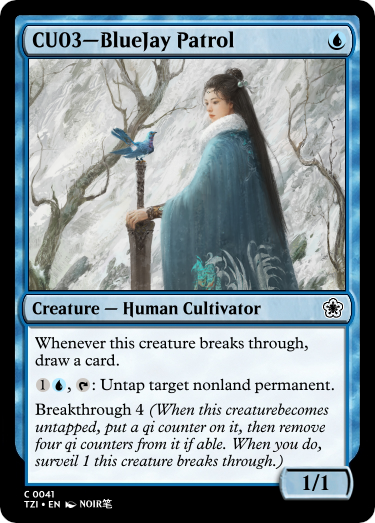 CU03—BlueJay Patrol
Creature — Human Cultivator
Whenever this creature breaks through,
draw a card.
1, : Untap target nonland permanent.
Breakthrough 4 (When this creaturebecomes
untapped, put a qi counter on it, then remove
four qi counters from it if able. When you do,
surveil 1 this creature breaks through.)
1/1
C 0041
TZI • EN NOIR笔